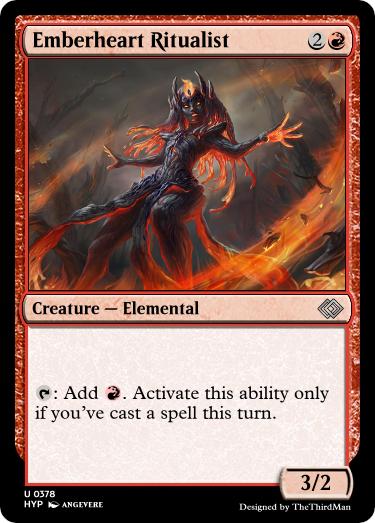 Emberheart Ritualist 2
Creature — Elemental
: Add . Activate this ability only
if you've cast a spell this turn.
3/2
U 0378
HYP ANGEVERE
Designed by TheThirdMan